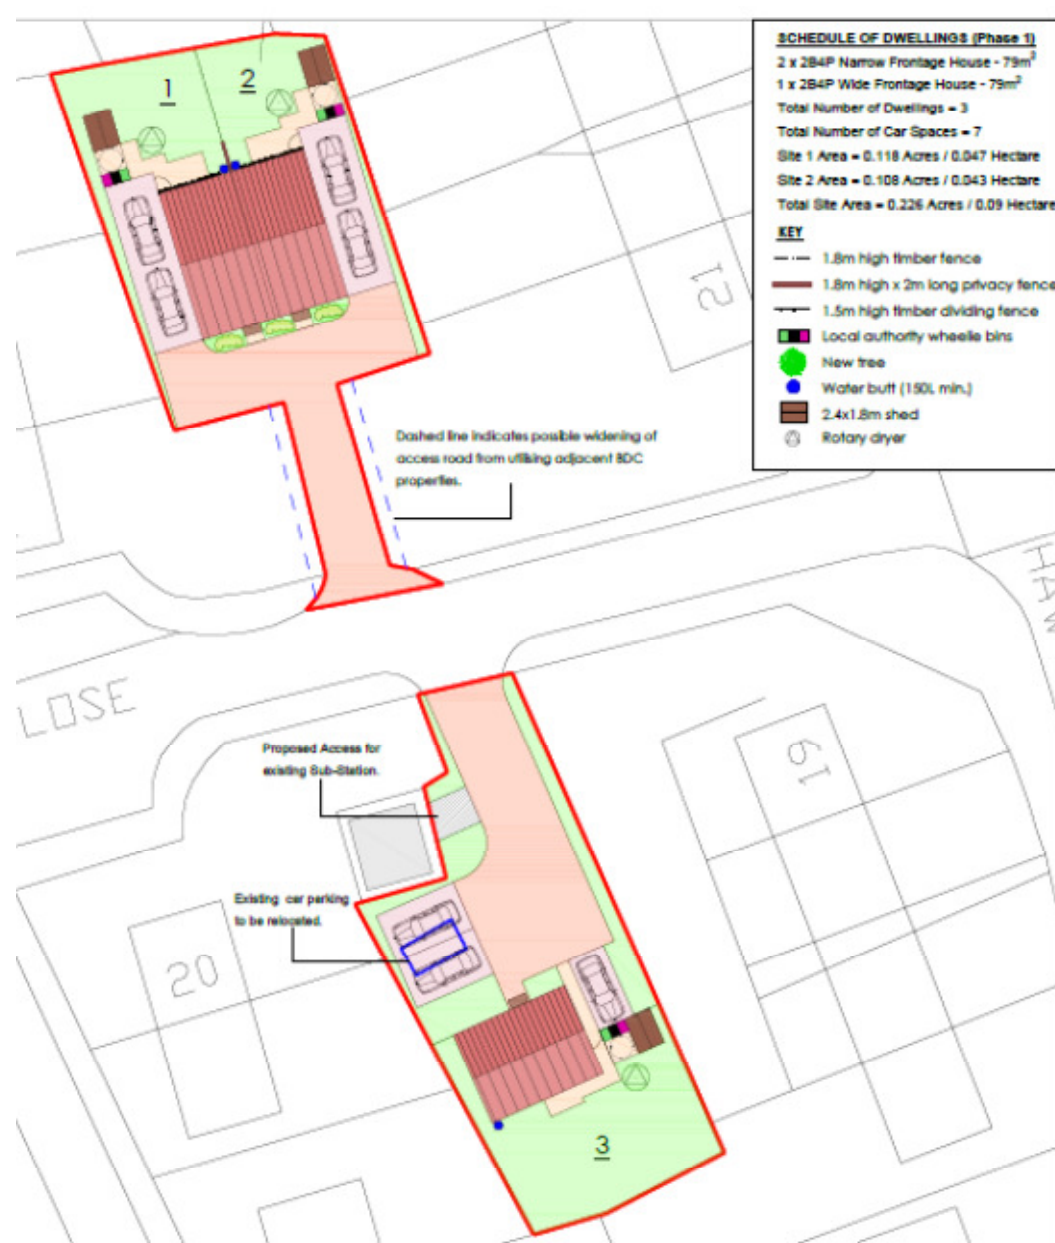 1
2
SCHEDULE OF DWELLINGS (Phase 1)
2 x 2B4P Narrow Frontage House - 79m²
1 x 2B4P Wide Frontage House - 79m²
Total Number of Dwellings = 3
Total Number of Car Spaces = 7
Site 1 Area = 0.118 Acres / 0.047 Hectare
Site 2 Area = 0.108 Acres / 0.043 Hectare
Total Site Area = 0.226 Acres / 0.09 Hectare
KEY
1.8m high timber fence
1.8m high x 2m long privacy fence
1.5m high timber dividing fence
Local authority wheelie bins
New tree
Water butt (150L min.)
2.4x1.8m shed
Rotary dryer
21
Dashed line indicates possible widening of
access road from utilising adjacent BDC
properties.
HAW
LOSE
Proposed Access for
existing Sub-Station.
19
Existing car parking
to be relocated.
20
3